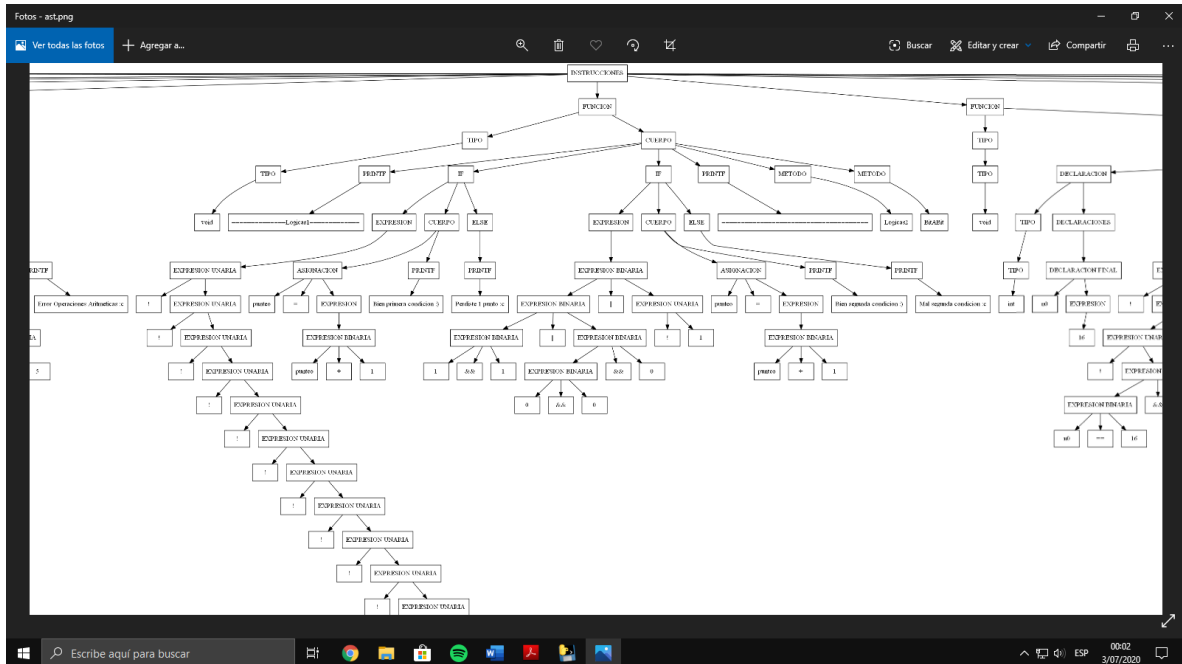 Fotos - ast.png
Ver todas las fotos
Agregar a...
Buscar
Editar y crear
Compartir
INSTRUCCIONES
FUNCION FUNCION
TIPO CUERPO TIPO
TIPO PRINTF IF IF PRINTF METODO METODO TIPO DECLARACION
void -----------------Logicas1----------------- EXPRESION CUERPO ELSE EXPRESION CUERPO ELSE ------------------------------------------ Logicas2 void TIPO DECLARACIONES
PRINTF EXPRESION UNARIA ASIGNACION PRINTF PRINTF EXPRESION BINARIA ASIGNACION PRINTF PRINTF TIPO DECLARACION FINAL
Error Operaciones Aritmeticas :c ! EXPRESION UNARIA punteo = EXPRESION Bien primera condicion :) Perdiste 1 punto :c EXPRESION BINARIA || EXPRESION UNARIA punteo = EXPRESION Bien segunda condicion :) Mal segunda condicion :c int n0 EXPRESION !
! EXPRESION UNARIA EXPRESION BINARIA EXPRESION BINARIA || EXPRESION BINARIA ! 1 EXPRESION BINARIA 16 EXPRESION UNAR
5 ! EXPRESION UNARIA punteo + 1 1 && 1 EXPRESION BINARIA && 0 punteo + 1 ! EXPRESION
! EXPRESION UNARIA 0 && 0 EXPRESION BINARIA &&
! EXPRESION UNARIA n0 == 16
! EXPRESION UNARIA
! EXPRESION UNARIA
! EXPRESION UNARIA
! EXPRESION UNARIA
! EXPRESION UNARIA
Escribe aquí para buscar
ESP
00:02
3/07/2020